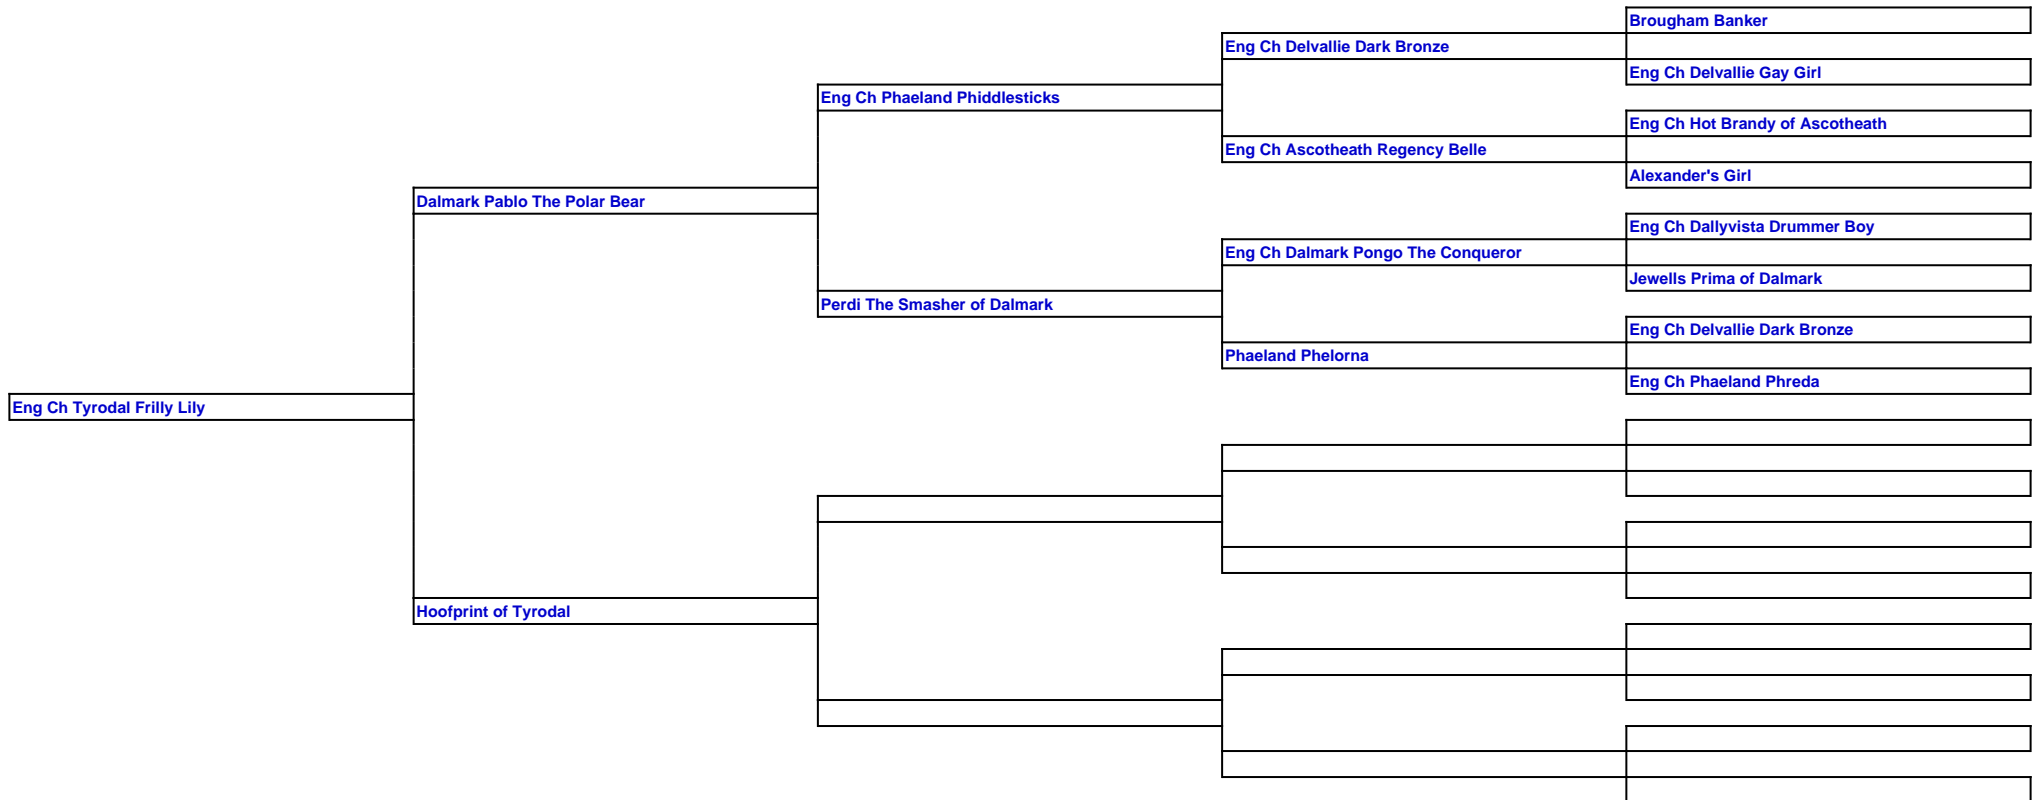 Brougham Banker
Eng Ch Delvallie Dark Bronze
Eng Ch Delvallie Gay Girl
Eng Ch Phaeland Phiddlesticks
Eng Ch Hot Brandy of Ascotheath
Eng Ch Ascotheath Regency Belle
Alexander's Girl
Dalmark Pablo The Polar Bear
Eng Ch Dallyvista Drummer Boy
Eng Ch Dalmark Pongo The Conqueror
Jewells Prima of Dalmark
Perdi The Smasher of Dalmark
Eng Ch Delvallie Dark Bronze
Phaeland Phelorna
Eng Ch Phaeland Phreda
Eng Ch Tyrodal Frilly Lily
Hoofprint of Tyrodal